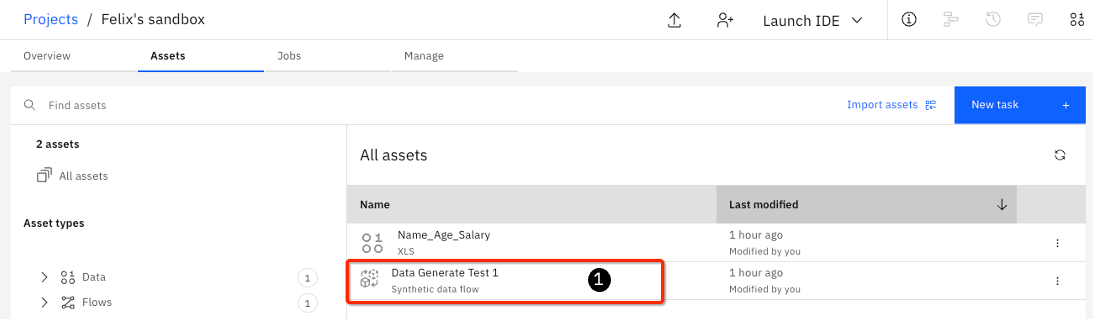 Projects / Felix's sandbox
Launch IDE
Overview Assets Jobs Manage
Find assets
Import assets
New task +
2 assets
All assets
Asset types
Data 1
Flows 1
All assets
Name Last modified
Name_Age_Salary 1 hour ago
XLS Modified by you
Data Generate Test 1 1 1 hour ago
Synthetic data flow Modified by you